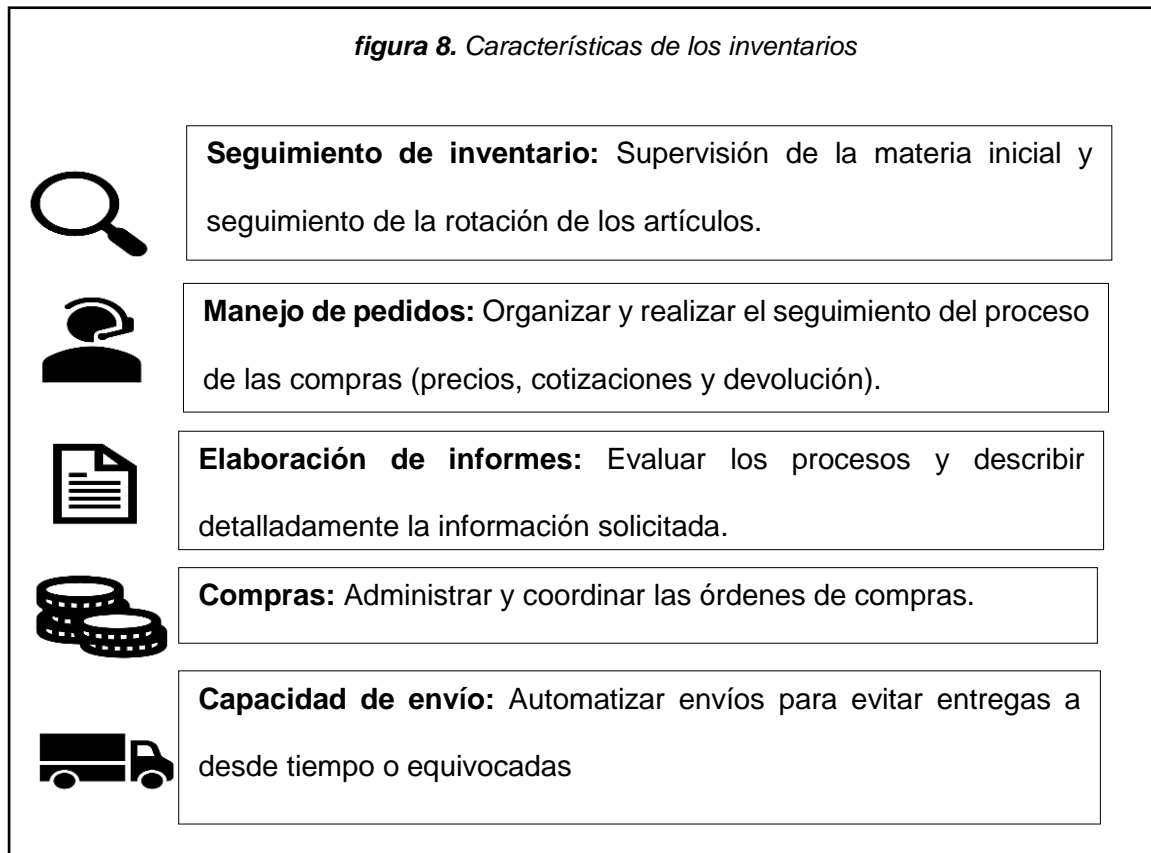 figura 8. Características de los inventarios
Seguimiento de inventario: Supervisión de la materia inicial y
seguimiento de la rotación de los artículos.
Manejo de pedidos: Organizar y realizar el seguimiento del proceso
de las compras (precios, cotizaciones y devolución).
Elaboración de informes: Evaluar los procesos y describir
detalladamente la información solicitada.
Compras: Administrar y coordinar las órdenes de compras.
Capacidad de envío: Automatizar envíos para evitar entregas a
desde tiempo o equivocadas